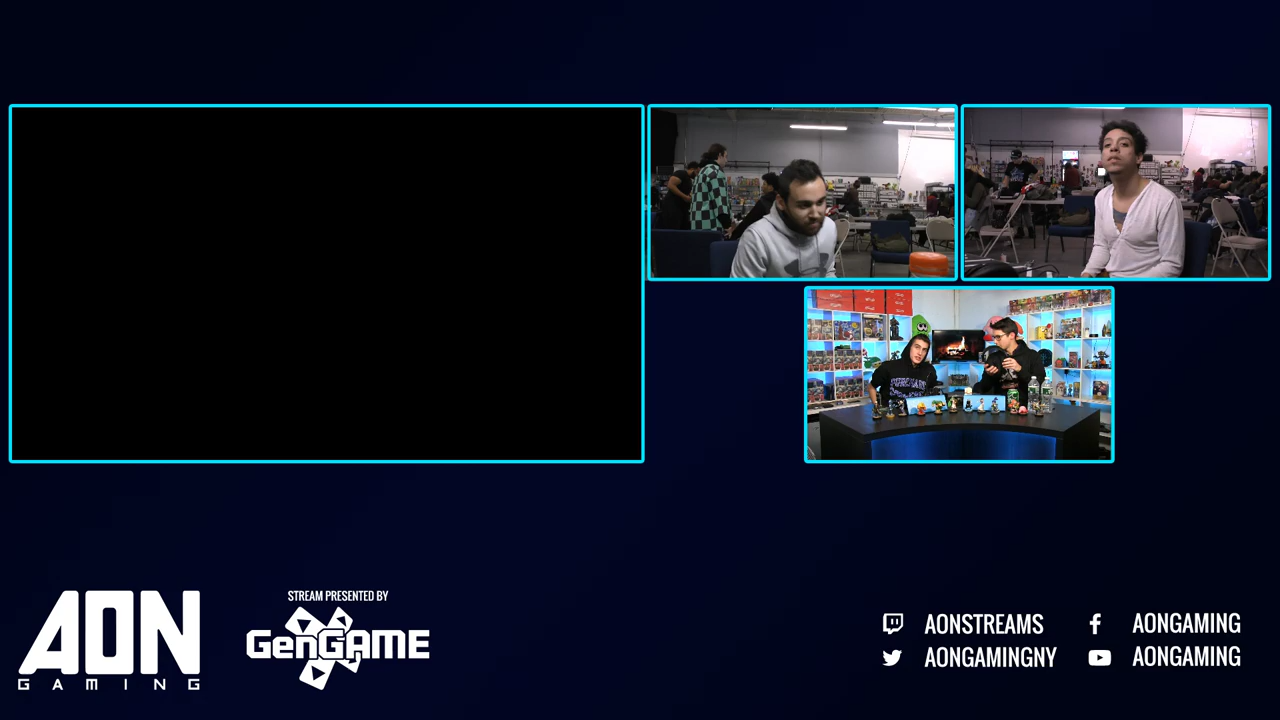 AON
GAMING
STREAM PRESENTED BY
GENGAME
AONSTREAMS
AONGAMING
AONGAMINGNY
AONGAMING